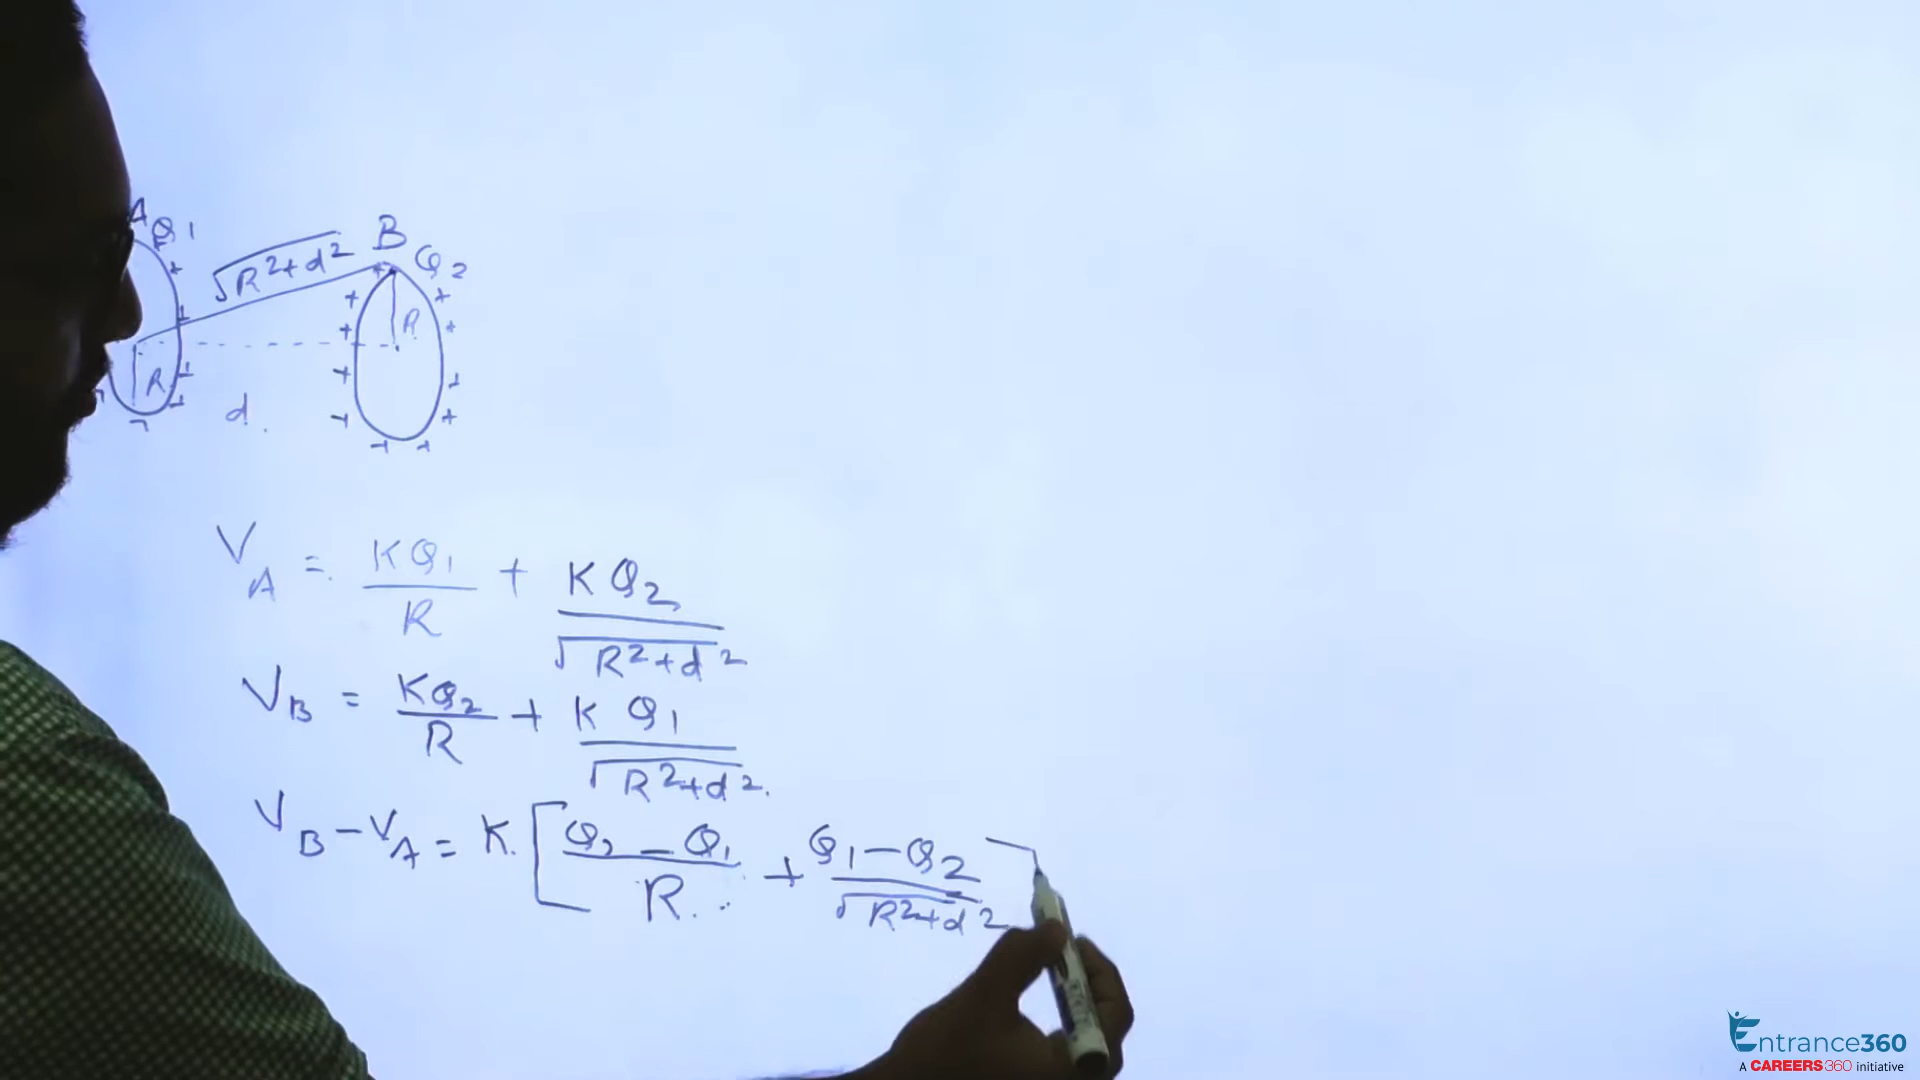 A Q1
√R²+d²
B
Q2
R
R
d.
V_A = KQ1/R + KQ2/√R²+d²
V_B = KQ2/R + KQ1/√R²+d².
V_B - V_A = K. [Q2 - Q1/R. + Q1 - Q2/√R²+d²]
Entrance360
A CAREERS360 initiative